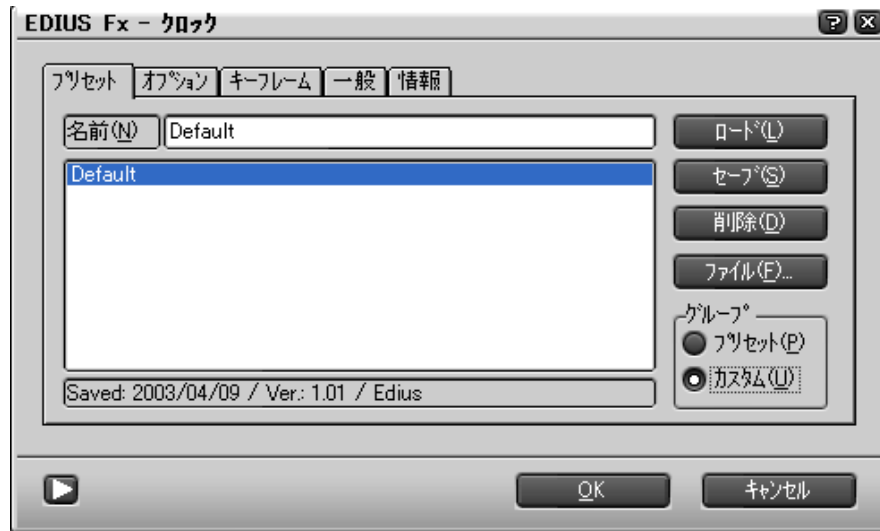 EDIUS Fx - ｸﾛｯｸ
ﾌﾟﾘｾｯﾄ ｵﾌﾟｼｮﾝ ｷｰﾌﾚｰﾑ 一般 情報
名前(N) Default
ﾛｰﾄﾞ(L)
Default
ｾｰﾌﾞ(S)
削除(D)
ﾌｧｲﾙ(F)...
ｸﾞﾙｰﾌﾟ
ﾌﾟﾘｾｯﾄ(P)
ｶｽﾀﾑ(U)
Saved: 2003/04/09 / Ver.: 1.01 / Edius
OK ｷｬﾝｾﾙ